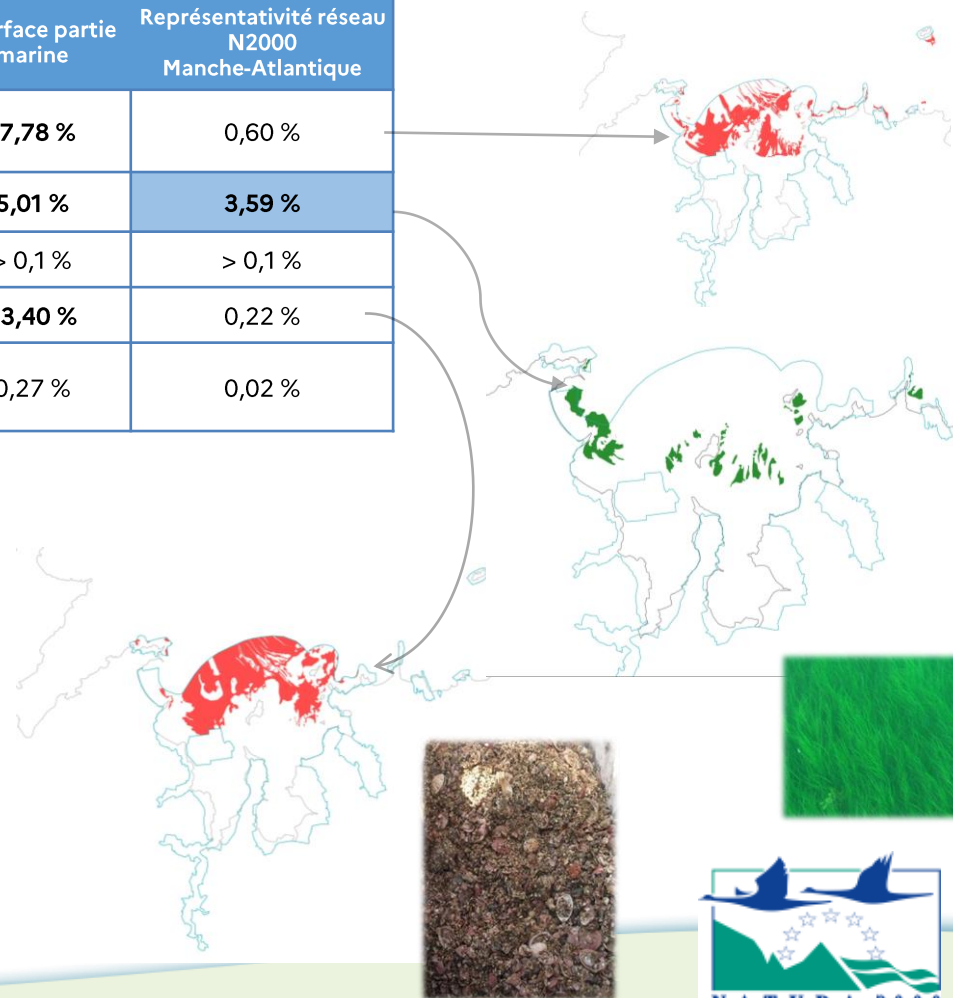 rface partie
marine
Représentativité réseau
N2000
Manche-Atlantique
7,78 %
0,60 %
5,01 %
3,59 %
> 0,1 %
> 0,1 %
3,40 %
0,22 %
0,27 %
0,02 %